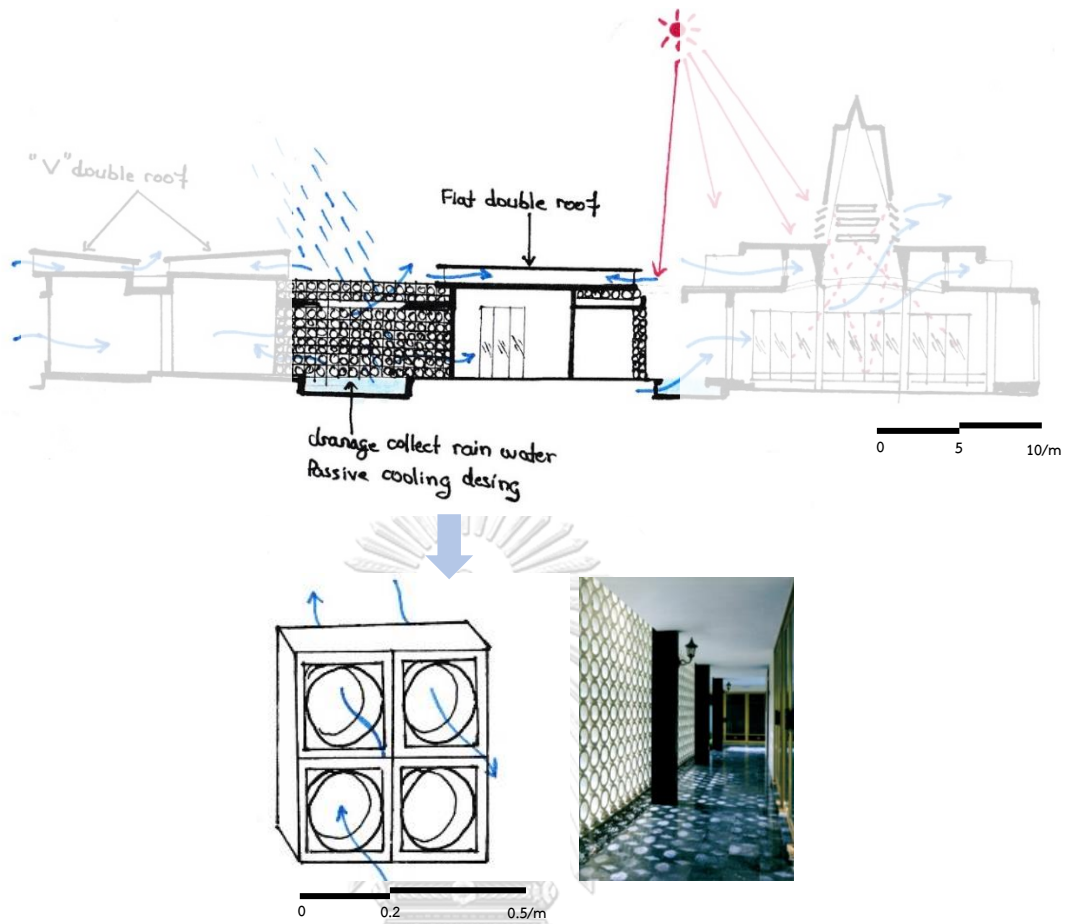 "V" double roof
Flat double roof
dranage collect rain water
Passive cooling desing
0 5 10/m
0 0.2 0.5/m